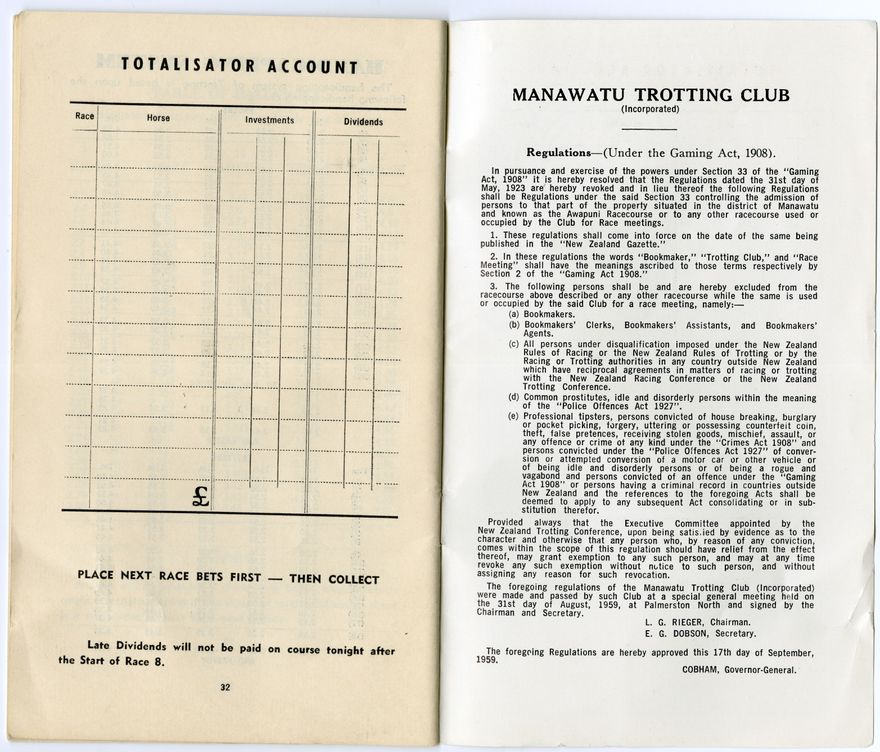 TOTALISATOR ACCOUNT
Race Horse Investments Dividends
£
PLACE NEXT RACE BETS FIRST — THEN COLLECT
Late Dividends will not be paid on course tonight after
the Start of Race 8.
32
MANAWATU TROTTING CLUB
(Incorporated)
Regulations—(Under the Gaming Act, 1908).
In pursuance and exercise of the powers under Section 33 of the "Gaming
Act, 1908" it is hereby resolved that the Regulations dated the 31st day of
May, 1923 are hereby revoked and in lieu thereof the following Regulations
shall be Regulations under the said Section 33 controlling the admission of
persons to that part of the property situated in the district of Manawatu
and known as the Awapuni Racecourse or to any other racecourse used or
occupied by the Club for Race meetings.
1. These regulations shall come into force on the date of the same being
published in the "New Zealand Gazette."
2. In these regulations the words "Bookmaker," "Trotting Club," and "Race
Meeting" shall have the meanings ascribed to those terms respectively by
Section 2 of the "Gaming Act 1908."
3. The following persons shall be and are hereby excluded from the
racecourse above described or any other racecourse while the same is used
or occupied by the said Club for a race meeting, namely:—
(a) Bookmakers.
(b) Bookmakers' Clerks, Bookmakers' Assistants, and Bookmakers'
Agents.
(c) All persons under disqualification imposed under the New Zealand
Rules of Racing or the New Zealand Rules of Trotting or by the
Racing or Trotting authorities in any country outside New Zealand
which have reciprocal agreements in matters of racing or trotting
with the New Zealand Racing Conference or the New Zealand
Trotting Conference.
(d) Common prostitutes, idle and disorderly persons within the meaning
of the "Police Offences Act 1927".
(e) Professional tipsters, persons convicted of house breaking, burglary
or pocket picking, forgery, uttering or possessing counterfeit coin,
theft, false pretences, receiving stolen goods, mischief, assault, or
any offence or crime of any kind under the "Crimes Act 1908" and
persons convicted under the "Police Offences Act 1927" of conver-
sion or attempted conversion of a motor car or other vehicle or
of being idle and disorderly persons or of being a rogue and
vagabond and persons convicted of an offence under the "Gaming
Act 1908" or persons having a criminal record in countries outside
New Zealand and the references to the foregoing Acts shall be
deemed to apply to any subsequent Act consolidating or in sub-
stitution therefor.
Provided always that the Executive Committee appointed by the
New Zealand Trotting Conference, upon being satis.ied by evidence as to the
character and otherwise that any person who, by reason of any conviction,
comes within the scope of this regulation should have relief from the effect
thereof, may grant exemption to any such person, and may at any time
revoke any such exemption without notice to such person, and without
assigning any reason for such revocation.
The foregoing regulations of the Manawatu Trotting Club (Incorporated)
were made and passed by such Club at a special general meeting held on
the 31st day of August, 1959, at Palmerston North and signed by the
Chairman and Secretary.
L. G. RIEGER, Chairman.
E. G. DOBSON, Secretary.
The foregoing Regulations are hereby approved this 17th day of September,
1959.
COBHAM, Governor-General.